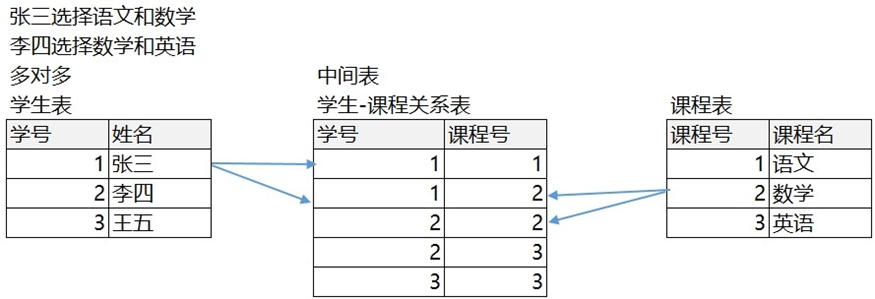 张三选择语文和数学
李四选择数学和英语
多对多
学生表
学号 姓名
1 张三
2 李四
3 王五
中间表
学生-课程关系表
学号 课程号
1 1
1 2
2 2
2 3
3 3
课程表
课程号 课程名
1 语文
2 数学
3 英语